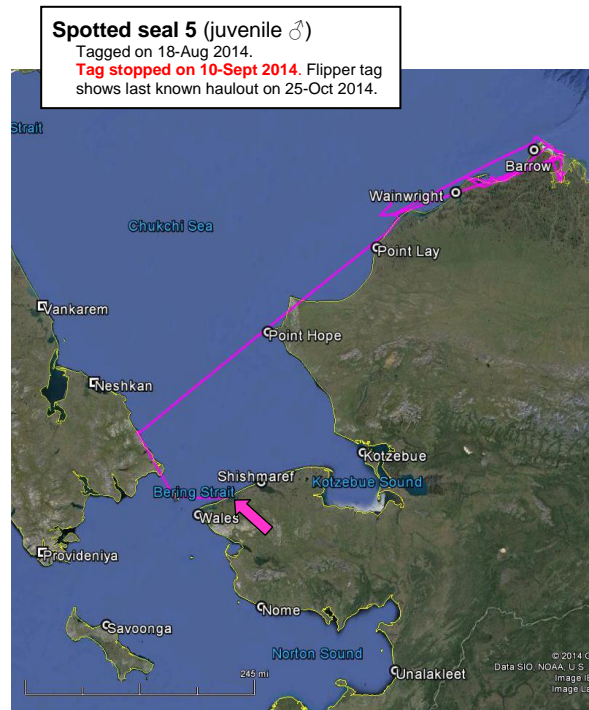 Spotted seal 5 (juvenile ♂)
Tagged on 18-Aug 2014.
Tag stopped on 10-Sept 2014. Flipper tag
shows last known haulout on 25-Oct 2014.
Strait
Barrow
Wainwright
Chukchi Sea
Point Lay
Vankarem
Point Hope
Neshkan
Kotzebue
Shishmaref
Kotzebue Sound
Bering Strait
Wales
Provideniya
Nome
Savoonga
Norton Sound
© 2014
Data SIO, NOAA, U.S
245 mi
Unalakleet
Image
Image